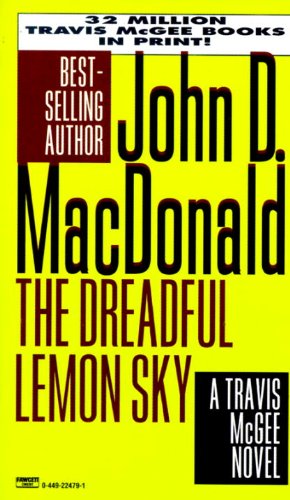 32 MILLION
TRAVIS McGEE BOOKS
IN PRINT!
BEST-
SELLING
AUTHOR
John D.
MacDonald
THE DREADFUL
LEMON SKY
A TRAVIS
McGEE
NOVEL
FAWCETT
CREST
0-449-22479-1